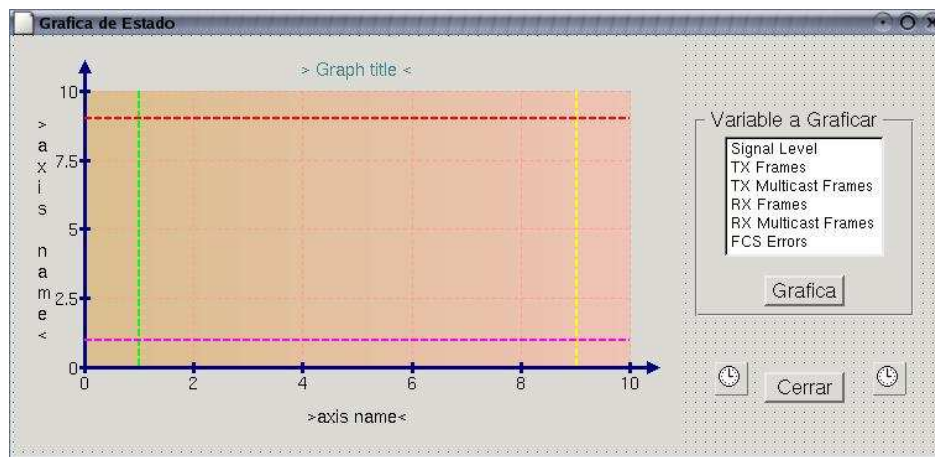 Grafica de Estado
> Graph title <
10
7.5
5
2.5
0
>axis name<
0 2 4 6 8 10
>axis name<
Variable a Graficar
Signal Level
TX Frames
TX Multicast Frames
RX Frames
RX Multicast Frames
FCS Errors
Grafica
Cerrar